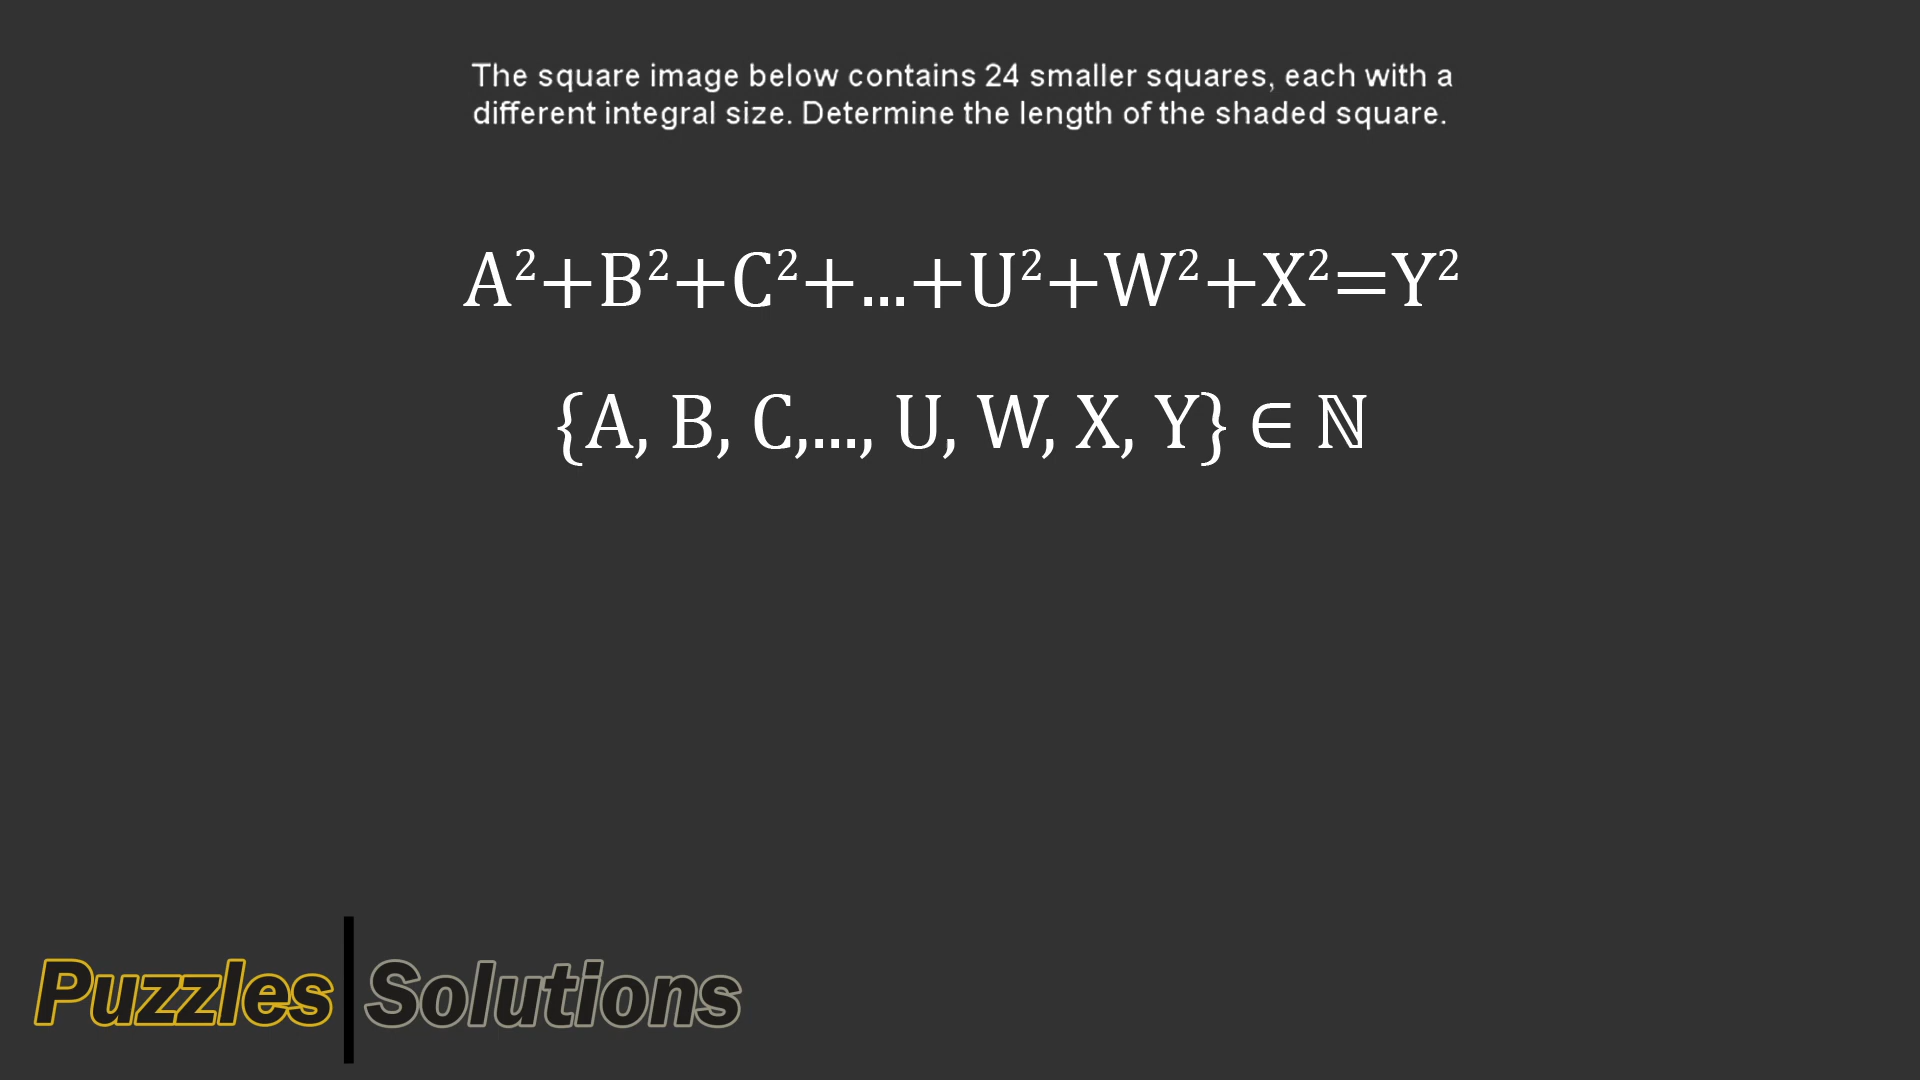 The square image below contains 24 smaller squares, each with a
different integral size. Determine the length of the shaded square.
A²+B²+C²+...+U²+W²+X²=Y²
{A, B, C,..., U, W, X, Y} ∈ ℕ
Puzzles Solutions